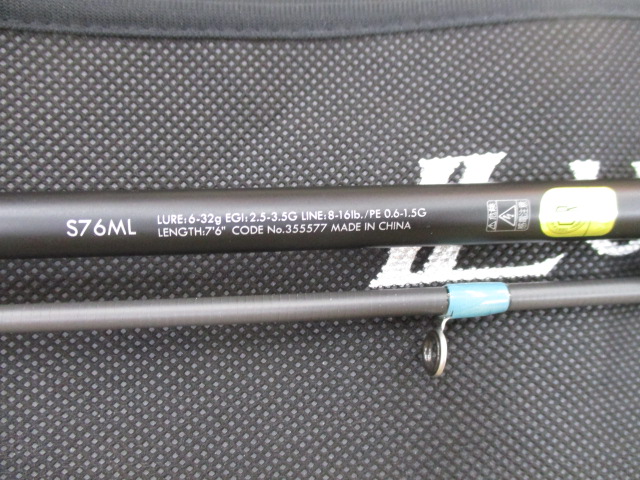 S76ML
LURE:6-32g EGI:2.5-3.5G LINE:8-16lb./PE 0.6-1.5G
LENGTH:7'6" CODE No.355577 MADE IN CHINA